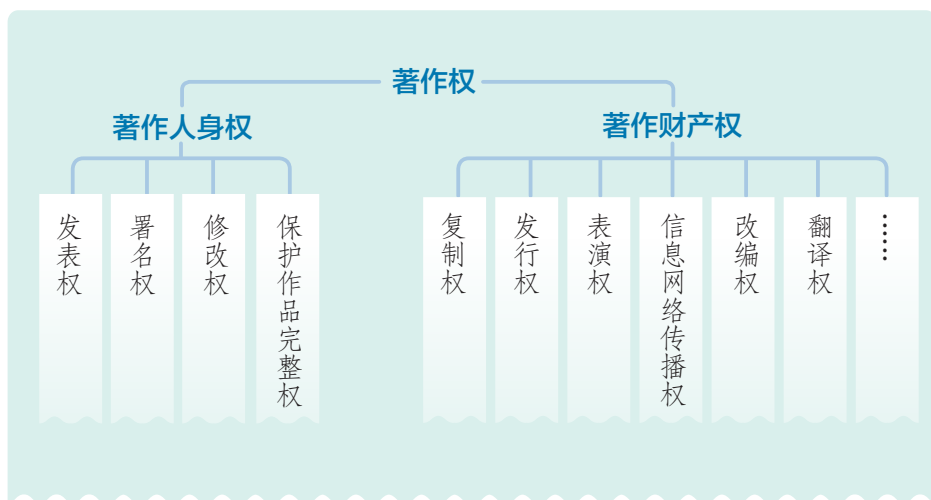 著作权
著作人身权
著作财产权
发表权
署名权
修改权
保护作品完整权
复制权
发行权
表演权
信息网络传播权
改编权
翻译权
……